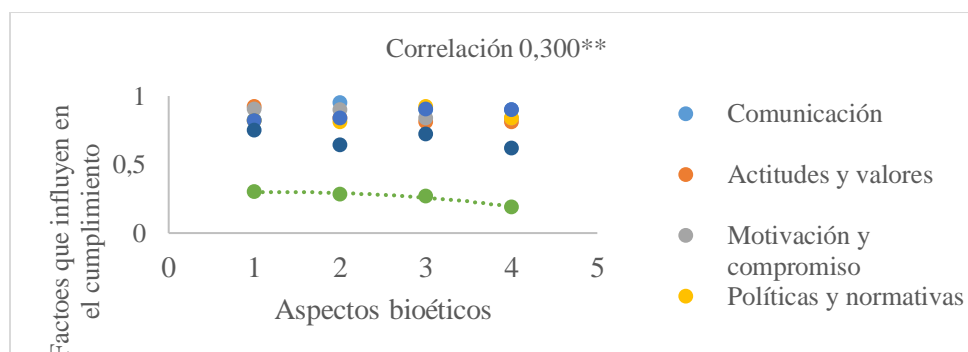 Correlación 0,300**
Factoes que influyen en
el cumplimiento
1
0,5
0
0 1 2 3 4 5
Aspectos bioéticos
Comunicación
Actitudes y valores
Motivación y
compromiso
Políticas y normativas